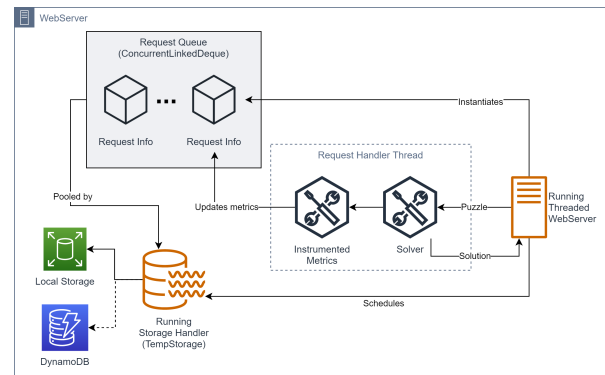 WebServer
Request Queue
(ConcurrentLinkedDeque)
Request Info
Request Info
Instantiates
Request Handler Thread
Pooled by
Updates metrics
Puzzle
Running
Threaded
WebServer
Instrumented
Metrics
Solver
Solution
Local Storage
Schedules
Running
Storage Handler
(TempStorage)
DynamoDB